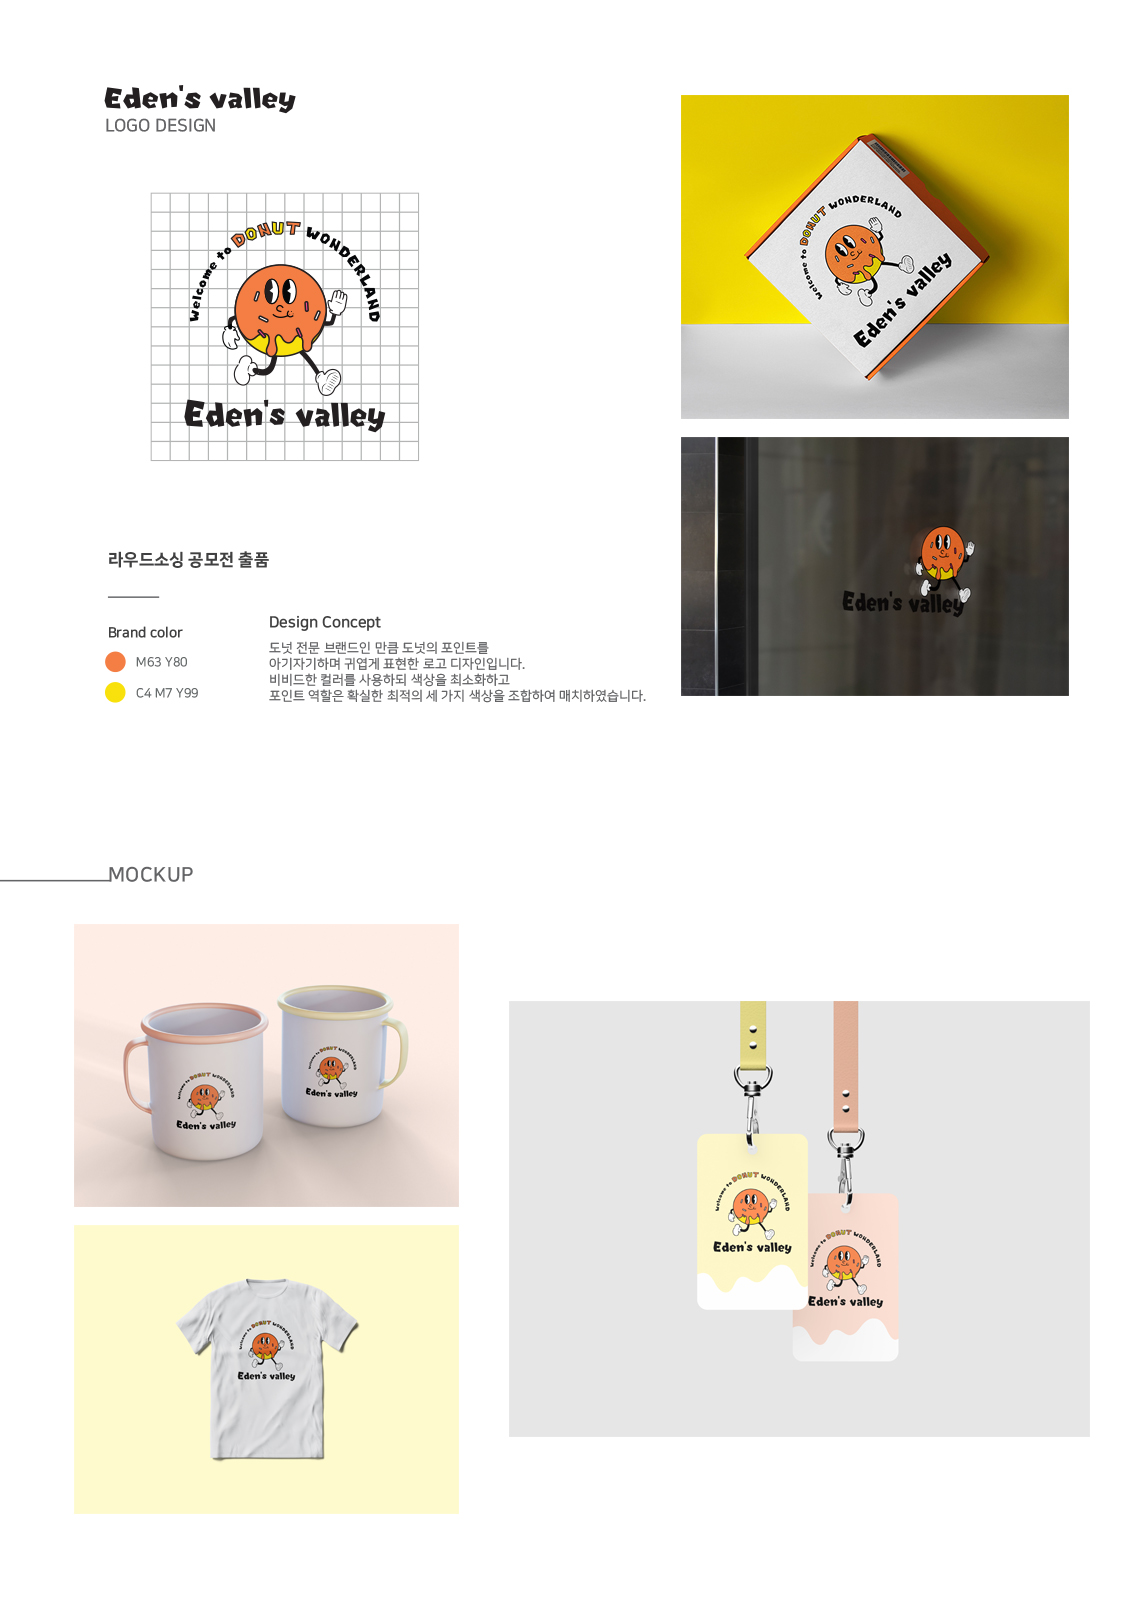 Eden's valley
LOGO DESIGN
Welcome to DONUT WONDERLAND
Eden's valley
Welcome to DONUT WONDERLAND
Eden's valley
Eden's valley
라우드소싱 공모전 출품
Brand color
M63 Y80
C4 M7 Y99
Design Concept
도넛 전문 브랜드인 만큼 도넛의 포인트를
아기자기하며 귀엽게 표현한 로고 디자인입니다.
비비드한 컬러를 사용하되 색상을 최소화하고
포인트 역할은 확실한 최적의 세 가지 색상을 조합하여 매치하였습니다.
MOCKUP
Welcome to DONUT WONDERLAND
Eden's valley
Welcome to DONUT WONDERLAND
Eden's valley
Welcome to DONUT WONDERLAND
Eden's valley
Welcome to DONUT WONDERLAND
Eden's valley
Welcome to DONUT WONDERLAND
Eden's valley